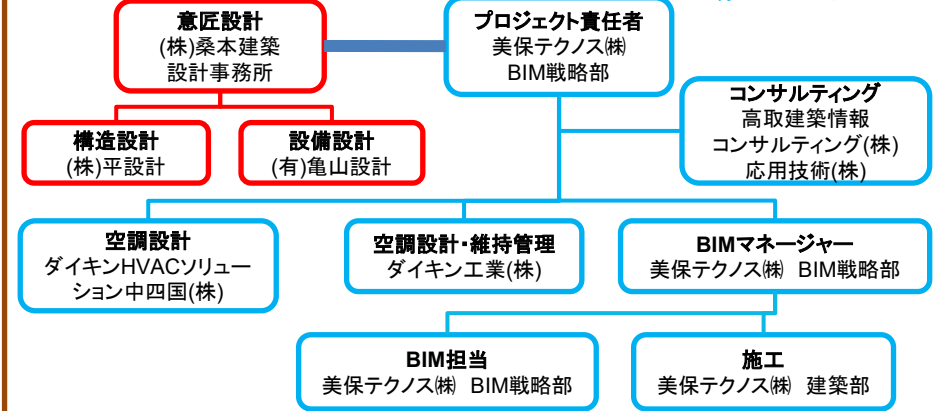 意匠設計
(株)桑本建築
設計事務所
プロジェクト責任者
美保テクノス㈱
BIM戦略部
コンサルティング
高取建築情報
コンサルティング(株)
応用技術(株)
構造設計
(株)平設計
設備設計
(有)亀山設計
空調設計
ダイキンHVACソリュー
ション中四国(株)
空調設計・維持管理
ダイキン工業(株)
BIMマネージャー
美保テクノス㈱ BIM戦略部
BIM担当
美保テクノス㈱ BIM戦略部
施工
美保テクノス㈱ 建築部